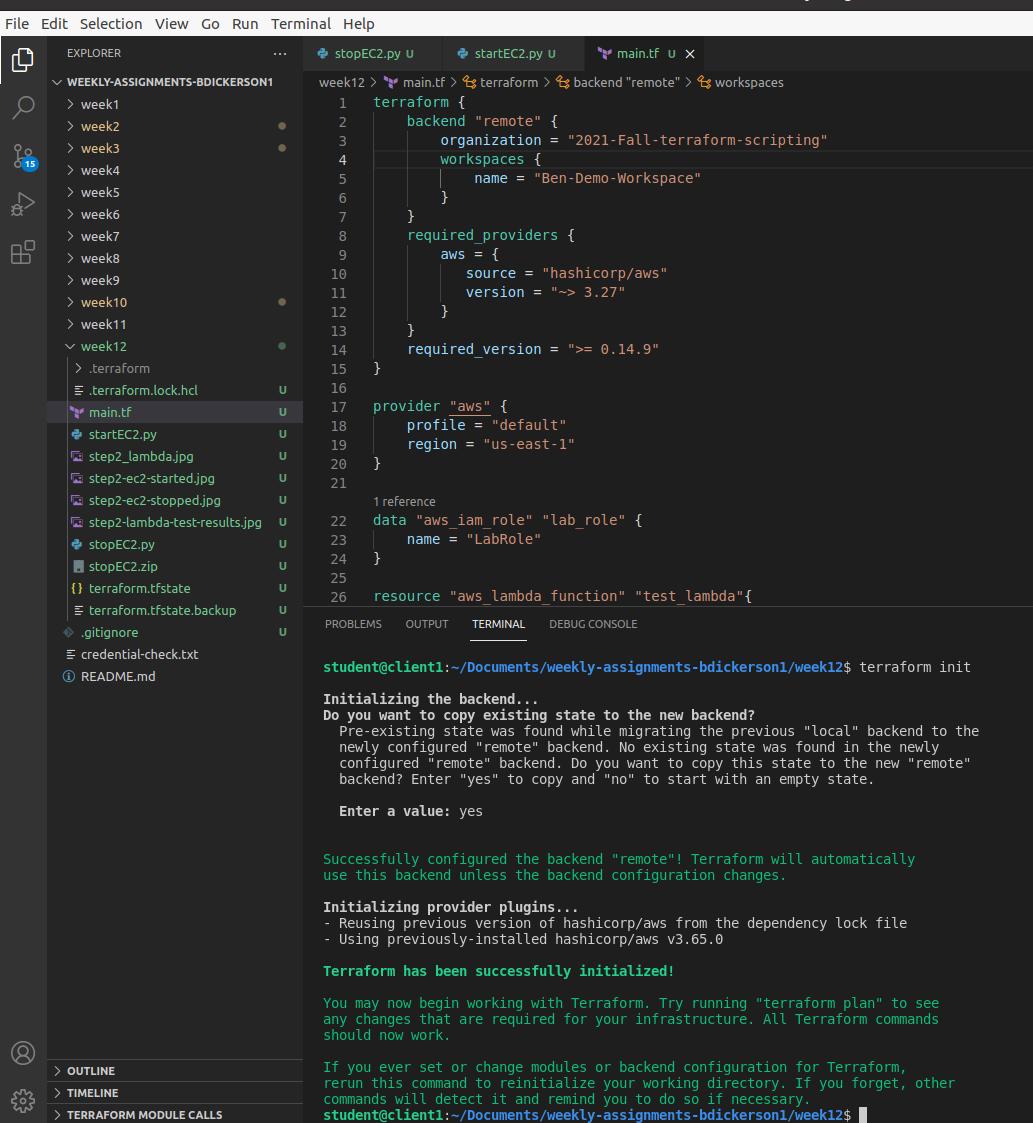 File Edit Selection View Go Run Terminal Help
EXPLORER
WEEKLY-ASSIGNMENTS-BDICKERSON1
week1
week2
week3
week4
week5
week6
week7
week8
week9
week10
week11
week12
.terraform
.terraform.lock.hcl U
main.tf U
startEC2.py U
step2_lambda.jpg U
step2-ec2-started.jpg U
step2-ec2-stopped.jpg U
step2-lambda-test-results.jpg U
stopEC2.py U
stopEC2.zip U
{} terraform.tfstate U
terraform.tfstate.backup U
.gitignore U
credential-check.txt
README.md
15
OUTLINE
TIMELINE
TERRAFORM MODULE CALLS
stopEC2.py U startEC2.py U main.tf U
week12 > main.tf > terraform > backend "remote" > workspaces
1 terraform {
2 backend "remote" {
3 organization = "2021-Fall-terraform-scripting"
4 workspaces {
5 name = "Ben-Demo-Workspace"
6 }
7 }
8 required_providers {
9 aws = {
10 source = "hashicorp/aws"
11 version = "~> 3.27"
12 }
13 }
14 required_version = ">= 0.14.9"
15 }
16
17 provider "aws" {
18 profile = "default"
19 region = "us-east-1"
20 }
21
1 reference
22 data "aws_iam_role" "lab_role" {
23 name = "LabRole"
24 }
25
26 resource "aws_lambda_function" "test_lambda"{
PROBLEMS OUTPUT TERMINAL DEBUG CONSOLE
student@client1:~/Documents/weekly-assignments-bdickerson1/week12$ terraform init
Initializing the backend...
Do you want to copy existing state to the new backend?
Pre-existing state was found while migrating the previous "local" backend to the
newly configured "remote" backend. No existing state was found in the newly
configured "remote" backend. Do you want to copy this state to the new "remote"
backend? Enter "yes" to copy and "no" to start with an empty state.
Enter a value: yes
Successfully configured the backend "remote"! Terraform will automatically
use this backend unless the backend configuration changes.
Initializing provider plugins...
- Reusing previous version of hashicorp/aws from the dependency lock file
- Using previously-installed hashicorp/aws v3.65.0
Terraform has been successfully initialized!
You may now begin working with Terraform. Try running "terraform plan" to see
any changes that are required for your infrastructure. All Terraform commands
should now work.
If you ever set or change modules or backend configuration for Terraform,
rerun this command to reinitialize your working directory. If you forget, other
commands will detect it and remind you to do so if necessary.
student@client1:~/Documents/weekly-assignments-bdickerson1/week12$